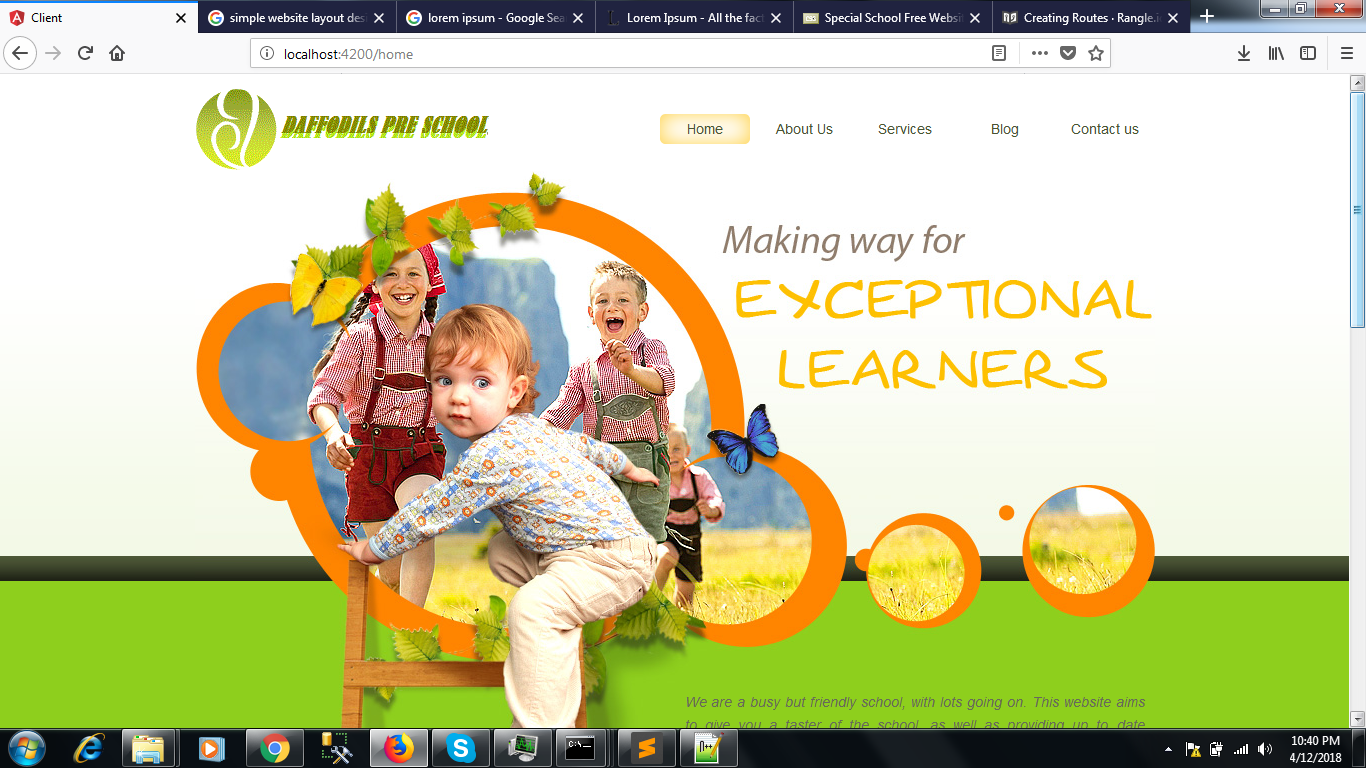 Client
simple website layout des
lorem ipsum - Google Sea
Lorem Ipsum - All the fact
Special School Free Websit
Creating Routes · Rangle.i
localhost:4200/home
DAFFODILS PRE SCHOOL
Home
About Us
Services
Blog
Contact us
Making way for
EXCEPTIONAL
LEARNERS
We are a busy but friendly school, with lots going on. This website aims
to give you a taster of the school, as well as providing up to date
10:40 PM
4/12/2018